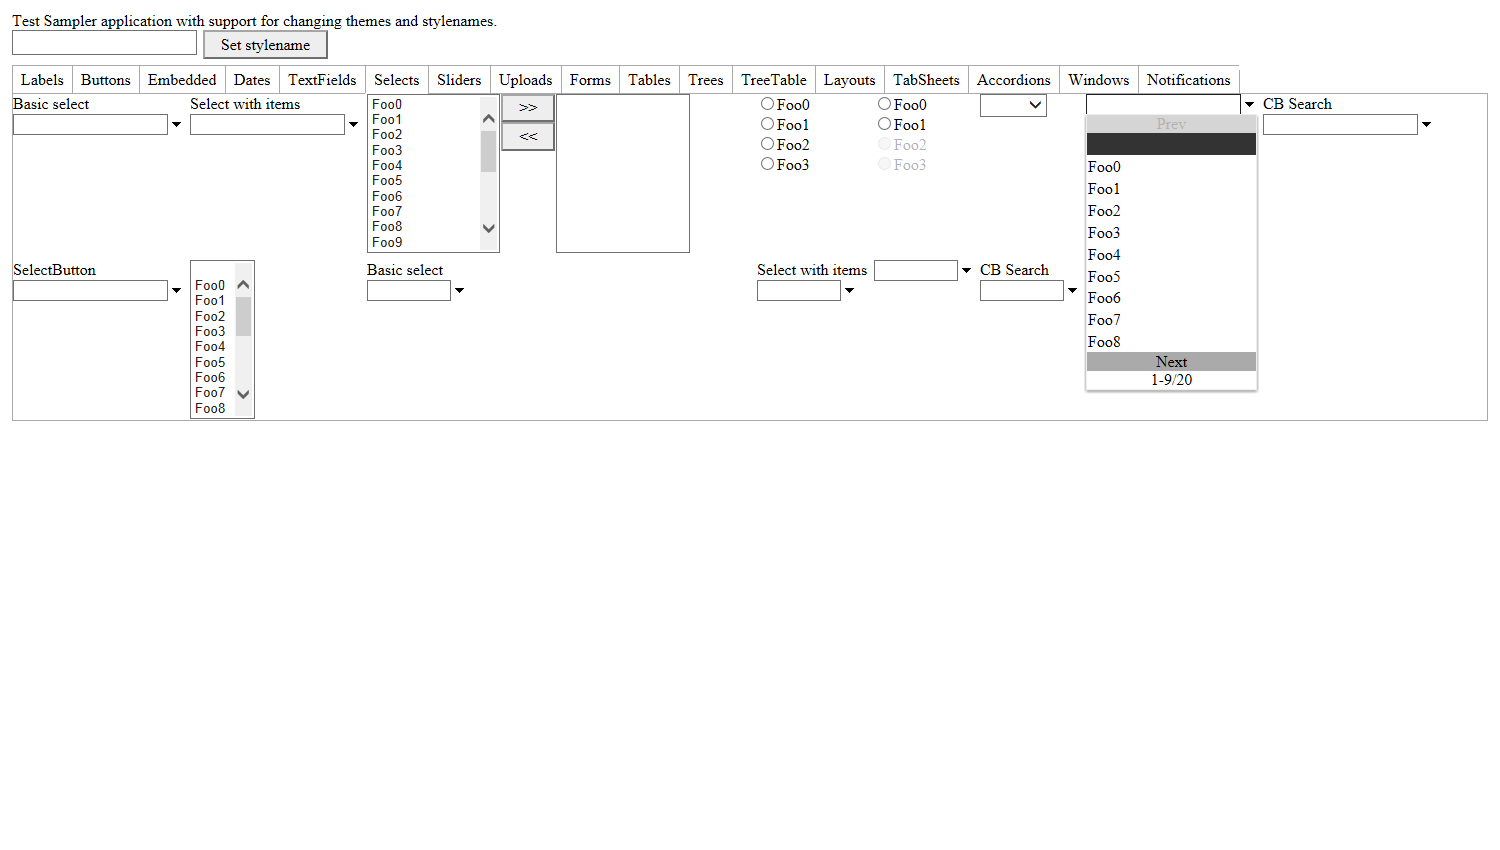 Test Sampler application with support for changing themes and stylenames.
Set stylename
Labels Buttons Embedded Dates TextFields Selects Sliders Uploads Forms Tables Trees TreeTable Layouts TabSheets Accordions Windows Notifications
Basic select
Select with items
Foo0
Foo1
Foo2
Foo3
Foo4
Foo5
Foo6
Foo7
Foo8
Foo9
>>
<<
Foo0
Foo1
Foo2
Foo3
Foo0
Foo1
Foo2
Foo3
Prev
Foo0
Foo1
Foo2
Foo3
Foo4
Foo5
Foo6
Foo7
Foo8
Next
1-9/20
CB Search
SelectButton
Foo0
Foo1
Foo2
Foo3
Foo4
Foo5
Foo6
Foo7
Foo8
Basic select
Select with items
CB Search